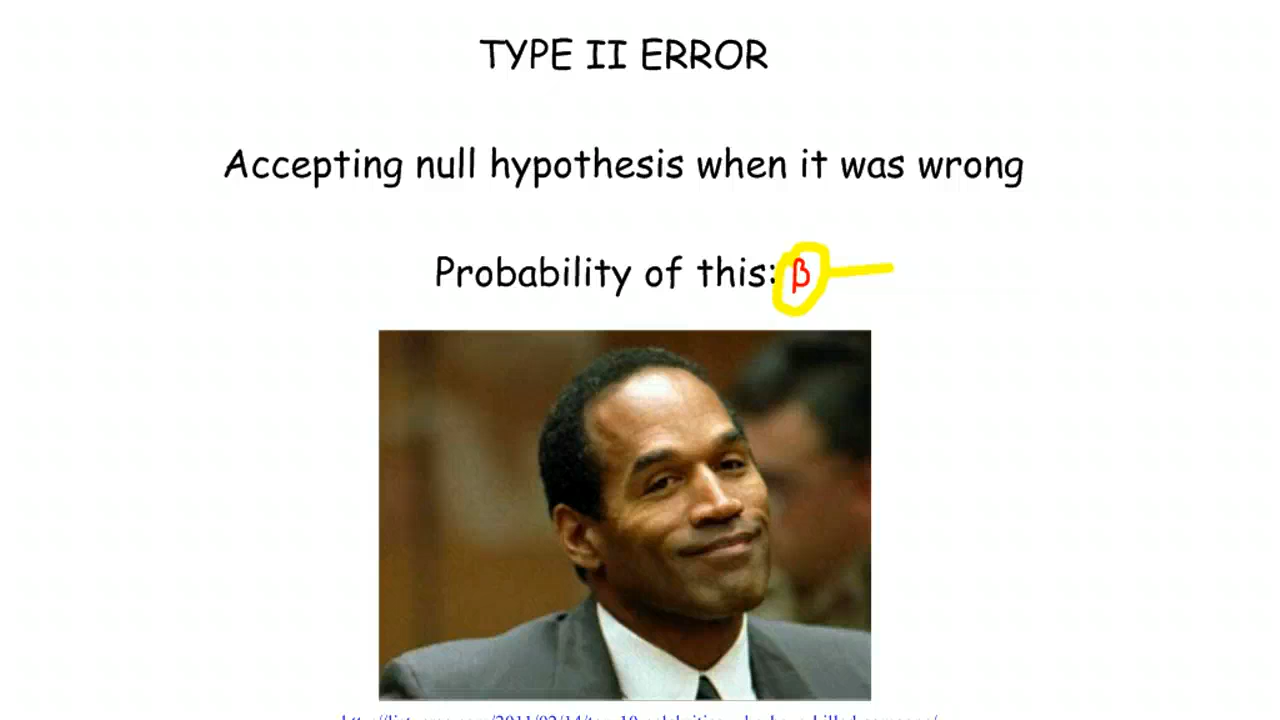 TYPE II ERROR
Accepting null hypothesis when it was wrong
Probability of this: β